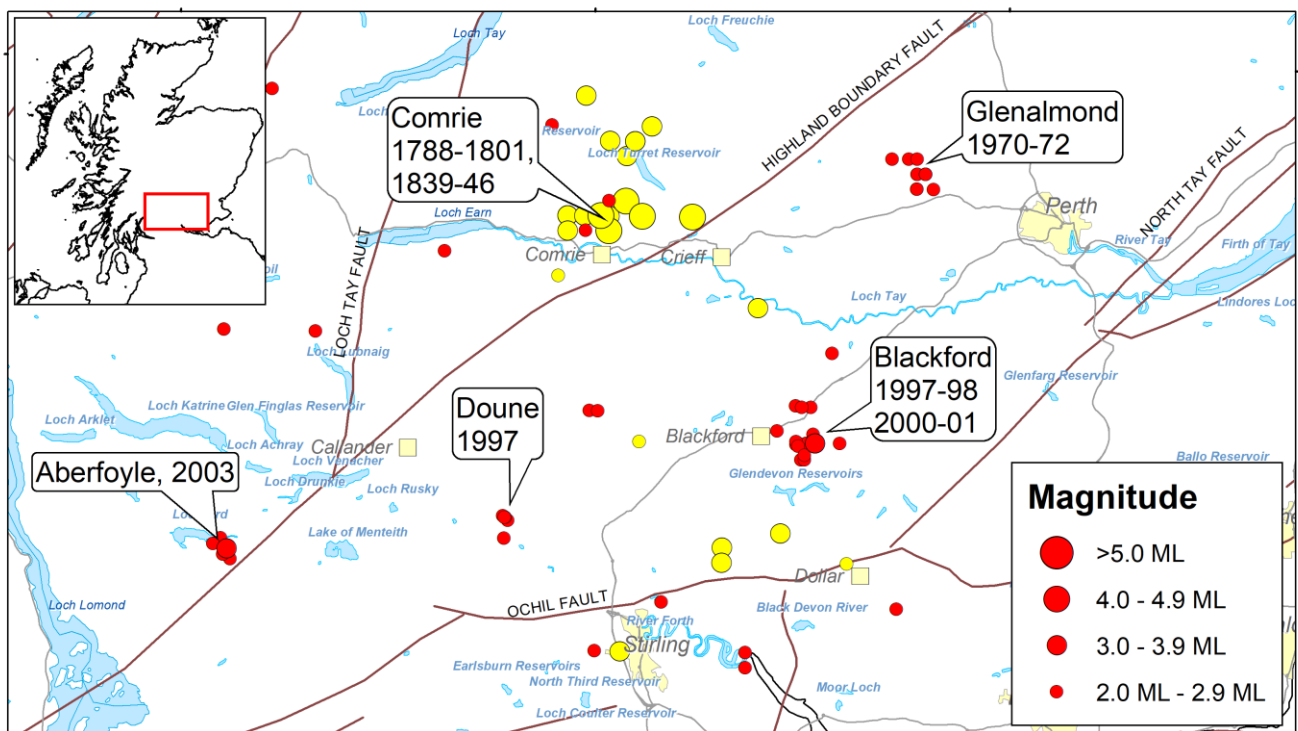 Loch Freuchie
Loch Tay
HIGHLAND BOUNDARY FAULT
Comrie
1788-1801,
1839-46
Loch
Reservoir
Loch Turret Reservoir
Glenalmond
1970-72
NORTH TAY FAULT
Perth
River Tay
Firth of Tay
Loch Earn
Comrie
Crieff
Loch Tay
Lindores Loc
oil
LOCH TAY FAULT
Loch Lubnaig
Blackford
1997-98
2000-01
Glenfarg Reservoir
Loch Katrine
Glen Finglas Reservoir
Loch Arklet
Doune
1997
Loch Achray
Callander
Blackford
Loch Venachar
Glendevon Reservoirs
Ballo Reservoir
Aberfoyle, 2003
Loch Drunkie
Loch Rusky
Lake of Menteith
Magnitude
>5.0 ML
4.0 - 4.9 ML
3.0 - 3.9 ML
2.0 ML - 2.9 ML
Dollar
Loch Lomond
OCHIL FAULT
Black Devon River
River Forth
Stirling
Earlsburn Reservoirs
North Third Reservoir
Moor Loch
Loch Coulter Reservoir